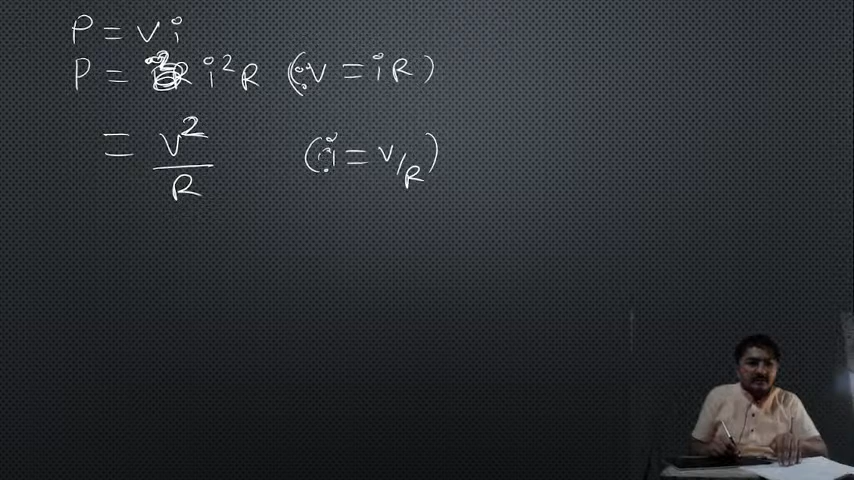 P = Vi
P = i²R (∵ V = iR)
= V²/R (∵ i = V/R)